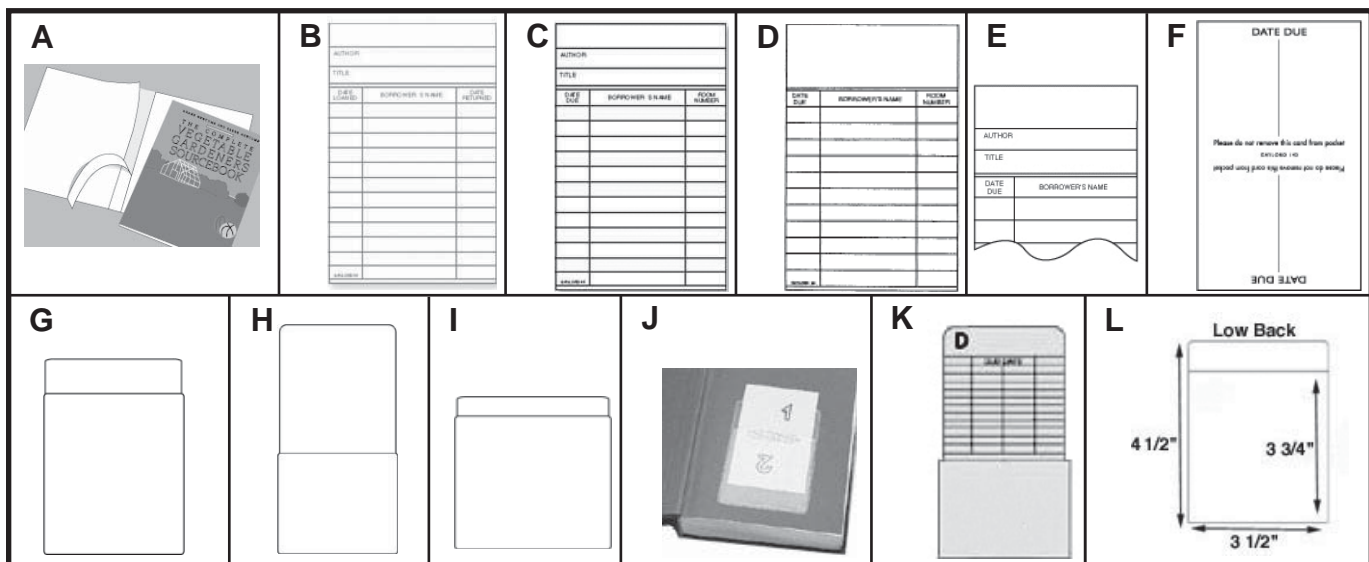 A
B
C
D
E
F
THE COMPLETE
VEGETABLE
GARDENER'S
SOURCEBOOK
AUTHOR
TITLE
DATE LOANED
BORROWER'S NAME
DATE RETURNED
AUTHOR
TITLE
DATE DUE
BORROWER'S NAME
ROOM NUMBER
DATE DUE
BORROWER'S NAME
ROOM NUMBER
AUTHOR
TITLE
DATE DUE
BORROWER'S NAME
DATE DUE
Please do not remove this card from pocket
Please do not remove this card from pocket
DATE DUE
G
H
I
J
K
L
1
2
D
Low Back
4 1/2"
3 3/4"
3 1/2"